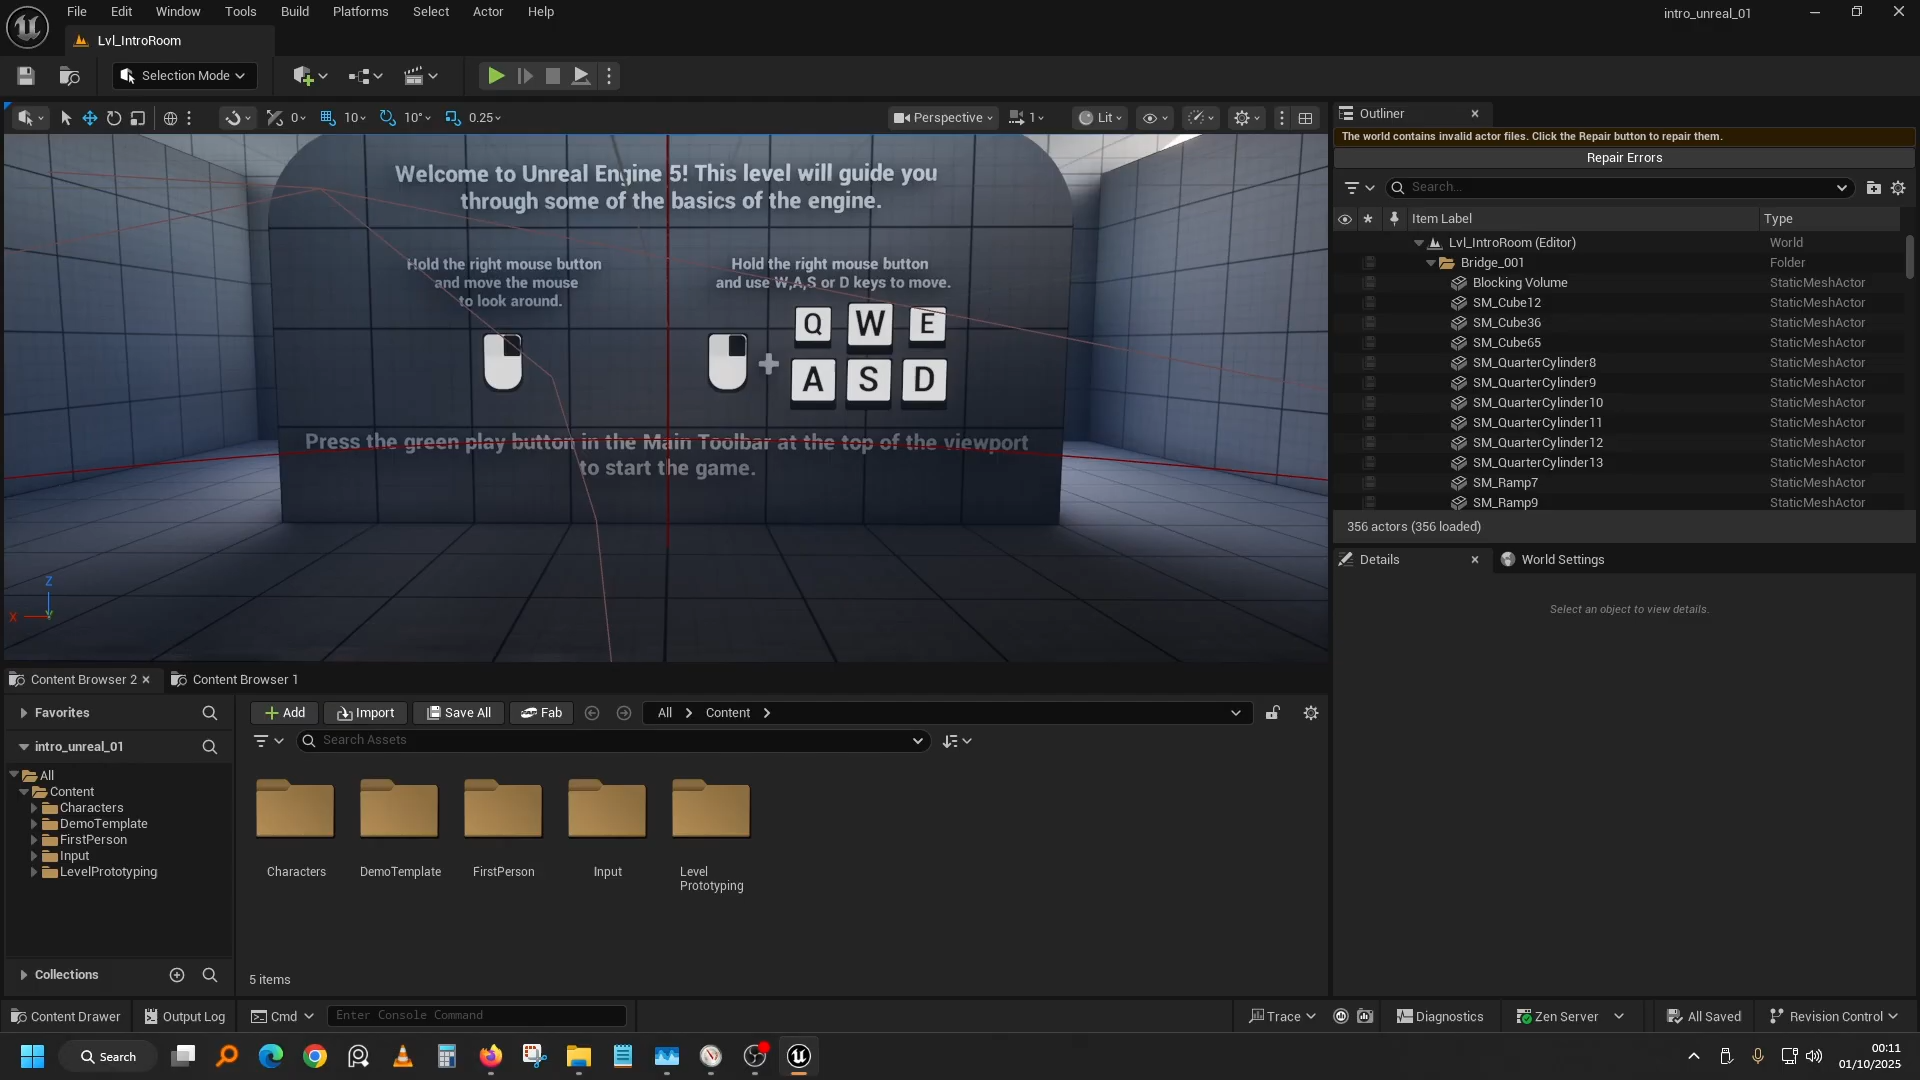 File Edit Window Tools Build Platforms Select Actor Help
intro_unreal_01
Lvl_IntroRoom
Selection Mode
0 10 10° 0.25
Perspective 1 Lit
Welcome to Unreal Engine 5! This level will guide you
through some of the basics of the engine.
Hold the right mouse button
and move the mouse
to look around.
Hold the right mouse button
and use W,A,S or D keys to move.
Q W E
A S D
Press the green play button in the Main Toolbar at the top of the viewport
to start the game.
Z
X
Y
Outliner
The world contains invalid actor files. Click the Repair button to repair them.
Repair Errors
Search...
Item Label Type
Lvl_IntroRoom (Editor) World
Bridge_001 Folder
Blocking Volume StaticMeshActor
SM_Cube12 StaticMeshActor
SM_Cube36 StaticMeshActor
SM_Cube65 StaticMeshActor
SM_QuarterCylinder8 StaticMeshActor
SM_QuarterCylinder9 StaticMeshActor
SM_QuarterCylinder10 StaticMeshActor
SM_QuarterCylinder11 StaticMeshActor
SM_QuarterCylinder12 StaticMeshActor
SM_QuarterCylinder13 StaticMeshActor
SM_Ramp7 StaticMeshActor
SM_Ramp9 StaticMeshActor
356 actors (356 loaded)
Details World Settings
Select an object to view details.
Content Browser 2 Content Browser 1
Favorites
intro_unreal_01
All
Content
Characters
DemoTemplate
FirstPerson
Input
LevelPrototyping
Collections
Add Import Save All Fab All Content
Search Assets
Characters DemoTemplate FirstPerson Input Level
Prototyping
5 items
Content Drawer Output Log Cmd Enter Console Command Trace Diagnostics Zen Server All Saved Revision Control
Search
00:11
01/10/2025